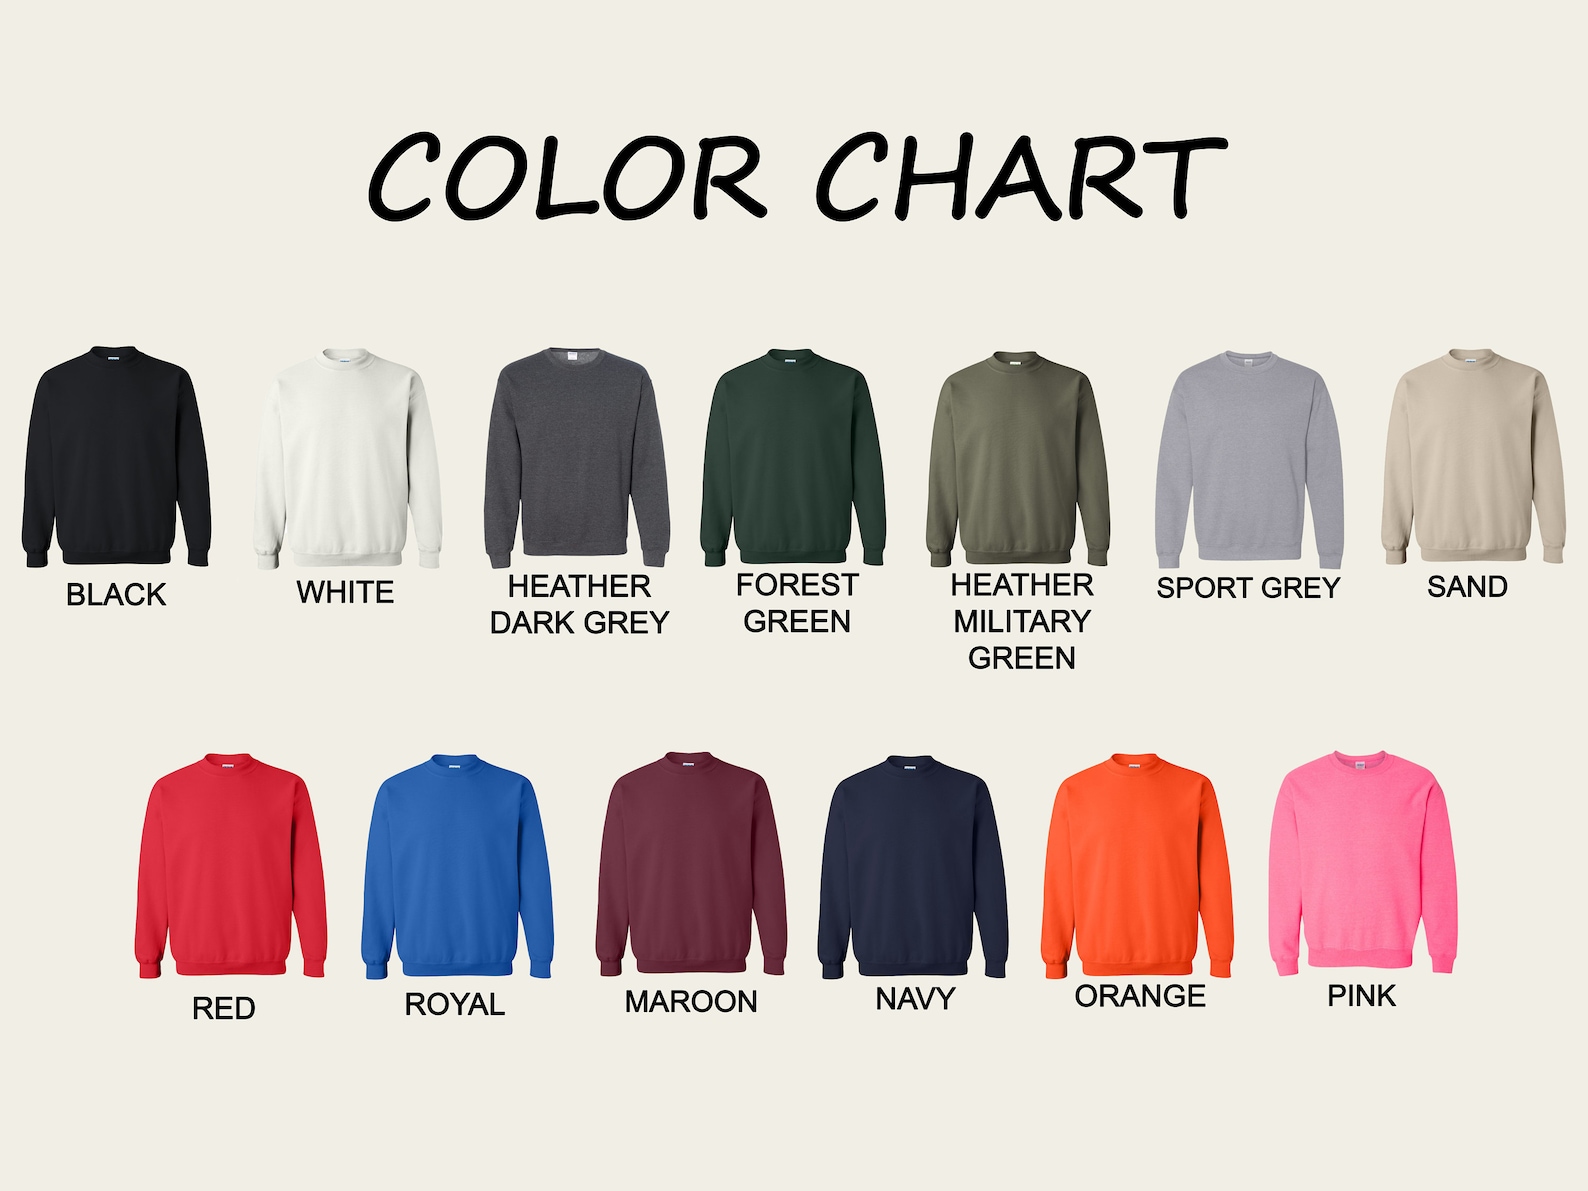 COLOR CHART
BLACK
WHITE
HEATHER
DARK GREY
FOREST
GREEN
HEATHER
MILITARY
GREEN
SPORT GREY
SAND
RED
ROYAL
MAROON
NAVY
ORANGE
PINK